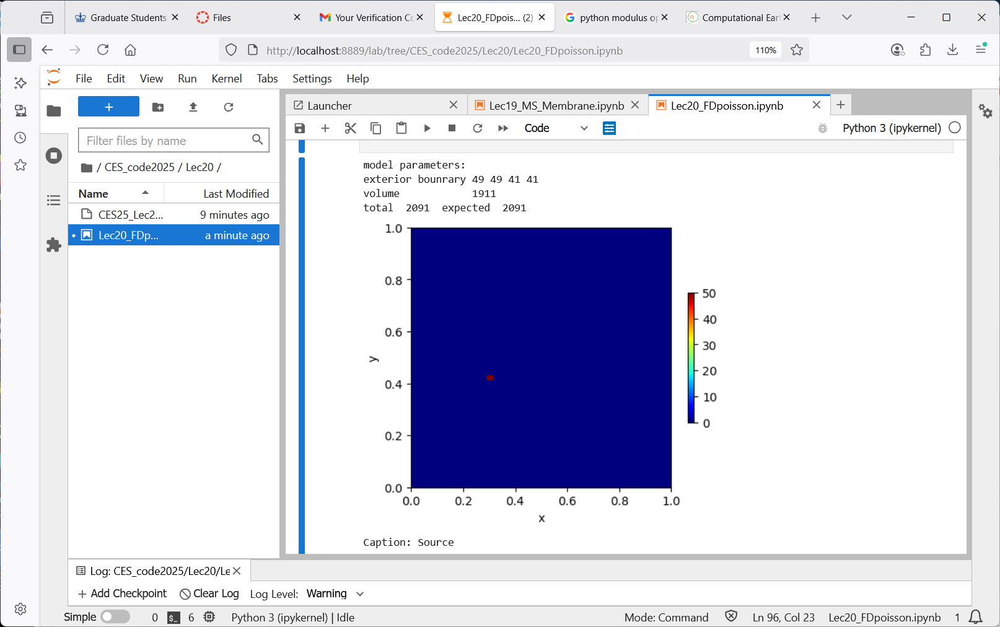 Graduate Students
Files
Your Verification Co
Lec20_FDpois... (2)
python modulus op
Computational Eart
http://localhost:8889/lab/tree/CES_code2025/Lec20/Lec20_FDpoisson.ipynb
110%
File Edit View Run Kernel Tabs Settings Help
Launcher
Lec19_MS_Membrane.ipynb
Lec20_FDpoisson.ipynb
Code
Python 3 (ipykernel)
Filter files by name
/ CES_code2025 / Lec20 /
Name Last Modified
CES25_Lec2... 9 minutes ago
Lec20_FDp... a minute ago
model parameters:
exterior bounrary 49 49 41 41
volume 1911
total 2091 expected 2091
1.0
0.8
0.6
0.4
0.2
0.0
y
0.0 0.2 0.4 0.6 0.8 1.0
x
50
40
30
20
10
0
Caption: Source
Log: CES_code2025/Lec20/Le
Add Checkpoint Clear Log Log Level: Warning
Simple 0 $_ 6 Python 3 (ipykernel) | Idle Mode: Command Ln 96, Col 23 Lec20_FDpoisson.ipynb 1